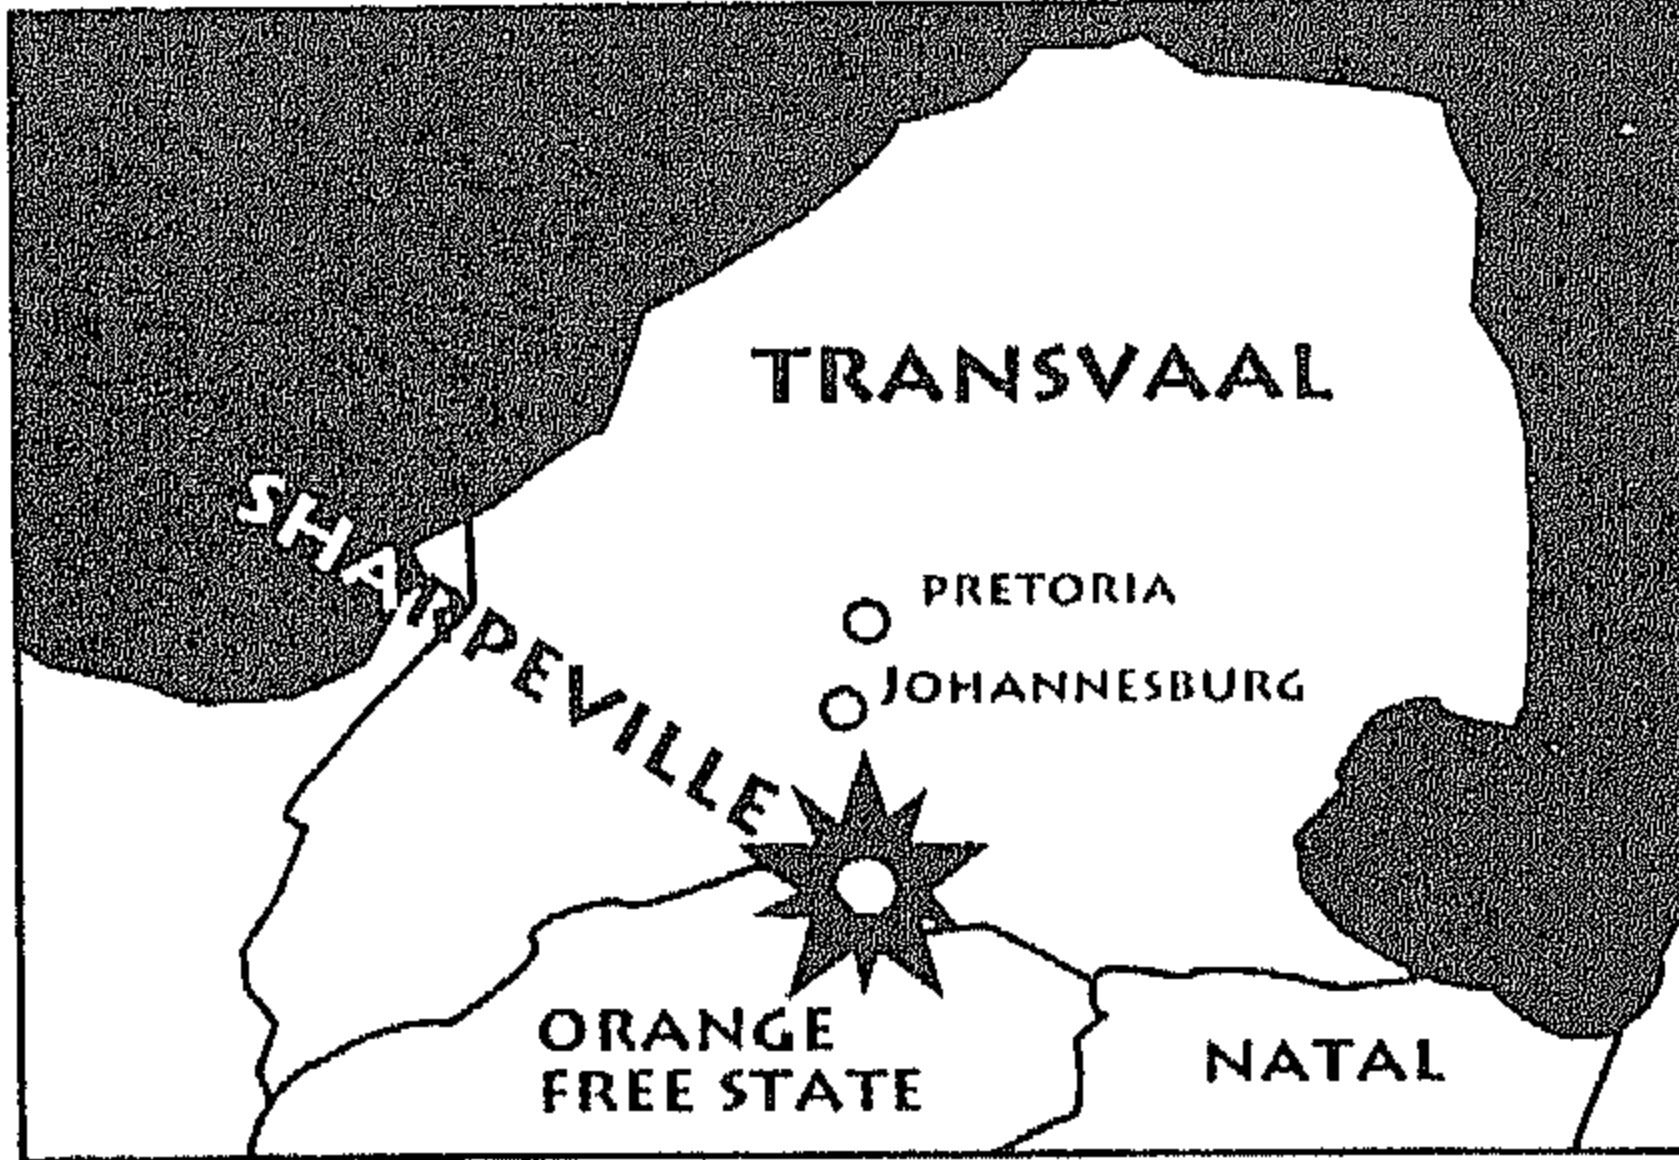 TRANSVAAL
SHARPEVILLE
PRETORIA
JOHANNESBURG
ORANGE
FREE STATE
NATAL